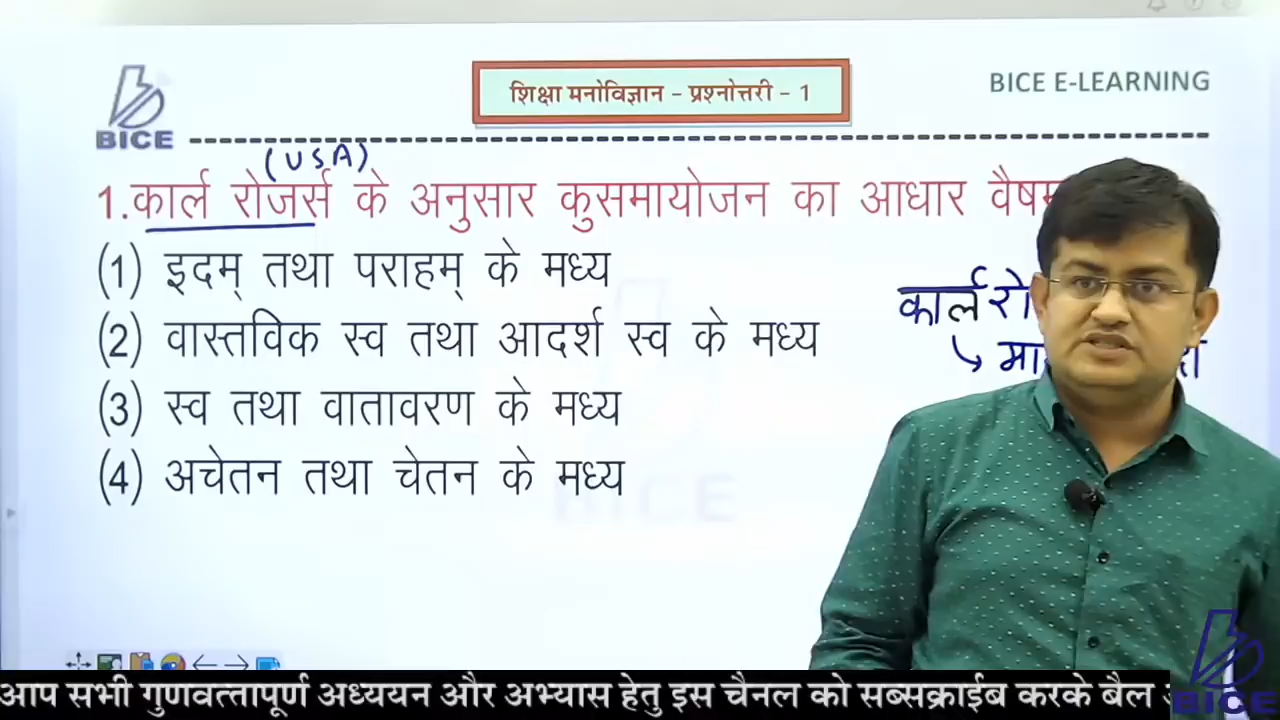 शिक्षा मनोविज्ञान – प्रश्नोत्तरी – 1
BICE E-LEARNING
BICE
(USA)
1.कार्ल रोजर्स के अनुसार कुसमायोजन का आधार
(1) इदम् तथा पराहम् के मध्य
(2) वास्तविक स्व तथा आदर्श स्व के मध्य
(3) स्व तथा वातावरण के मध्य
(4) अचेतन तथा चेतन के मध्य
कार्ल
BICE
आप सभी गुणवत्तापूर्ण अध्ययन और अभ्यास हेतु इस चैनल को सब्सक्राईब करके बैल
BICE